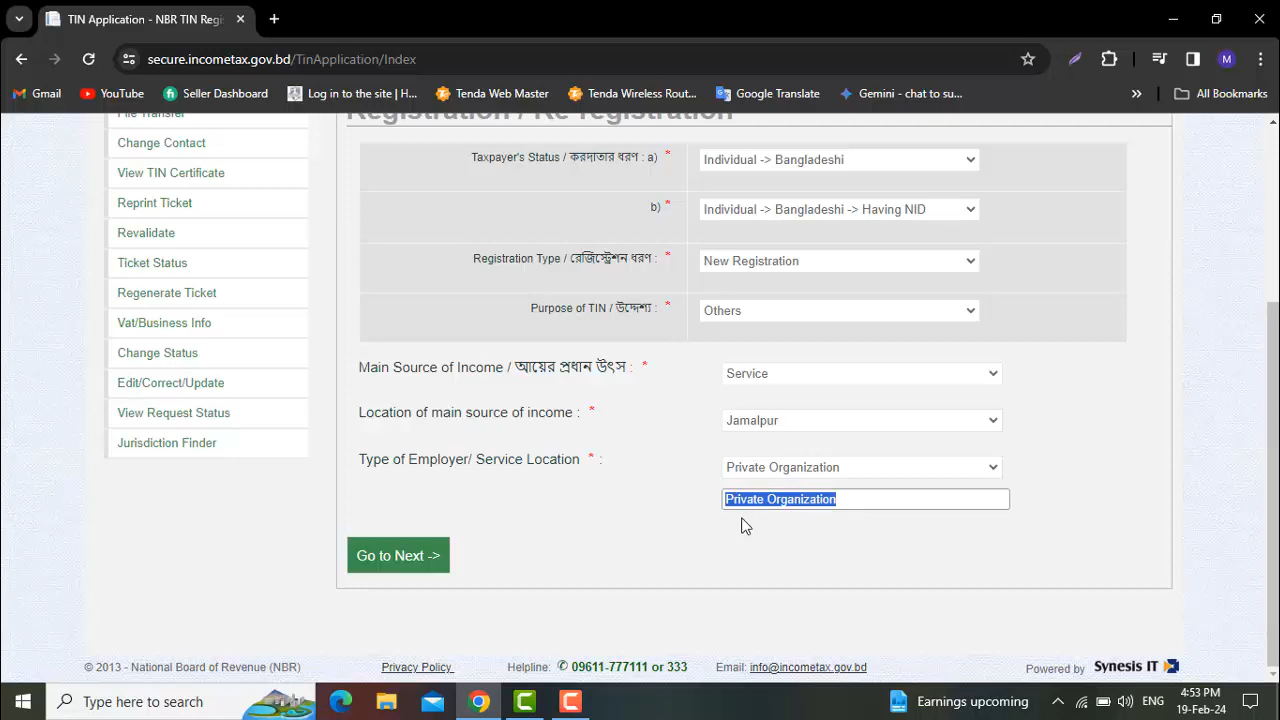 TIN Application - NBR TIN Regi
secure.incometax.gov.bd/TinApplication/Index
M
Gmail YouTube Seller Dashboard Log in to the site | H... Tenda Web Master Tenda Wireless Rout... Google Translate Gemini - chat to su... » All Bookmarks
File Transfer
Change Contact
View TIN Certificate
Reprint Ticket
Revalidate
Ticket Status
Regenerate Ticket
Vat/Business Info
Change Status
Edit/Correct/Update
View Request Status
Jurisdiction Finder
Registration / Re-registration
Taxpayer's Status / করদাতার ধরণ : a) * Individual -> Bangladeshi
b) * Individual -> Bangladeshi -> Having NID
Registration Type / রেজিস্ট্রেশন ধরণ : * New Registration
Purpose of TIN / উদ্দেশ্য : * Others
Main Source of Income / আয়ের প্রধান উৎস : * Service
Location of main source of income : * Jamalpur
Type of Employer/ Service Location * : Private Organization
Private Organization
Go to Next ->
© 2013 - National Board of Revenue (NBR) Privacy Policy Helpline: ✆ 09611-777111 or 333 Email: info@incometax.gov.bd Powered by Synesis IT
Type here to search Earnings upcoming ENG 4:53 PM
19-Feb-24